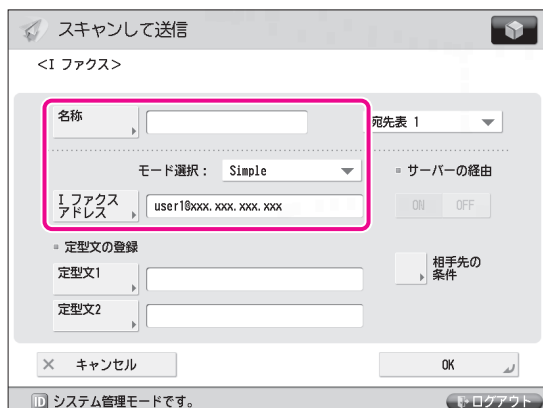 スキャンして送信
<I ファクス>
名称
宛先表 1
モード選択： Simple
サーバーの経由
I ファクス
アドレス
user1@xxx.xxx.xxx.xxx
ON OFF
定型文の登録
定型文1
相手先の
条件
定型文2
× キャンセル
OK
ID システム管理モードです。
ログアウト